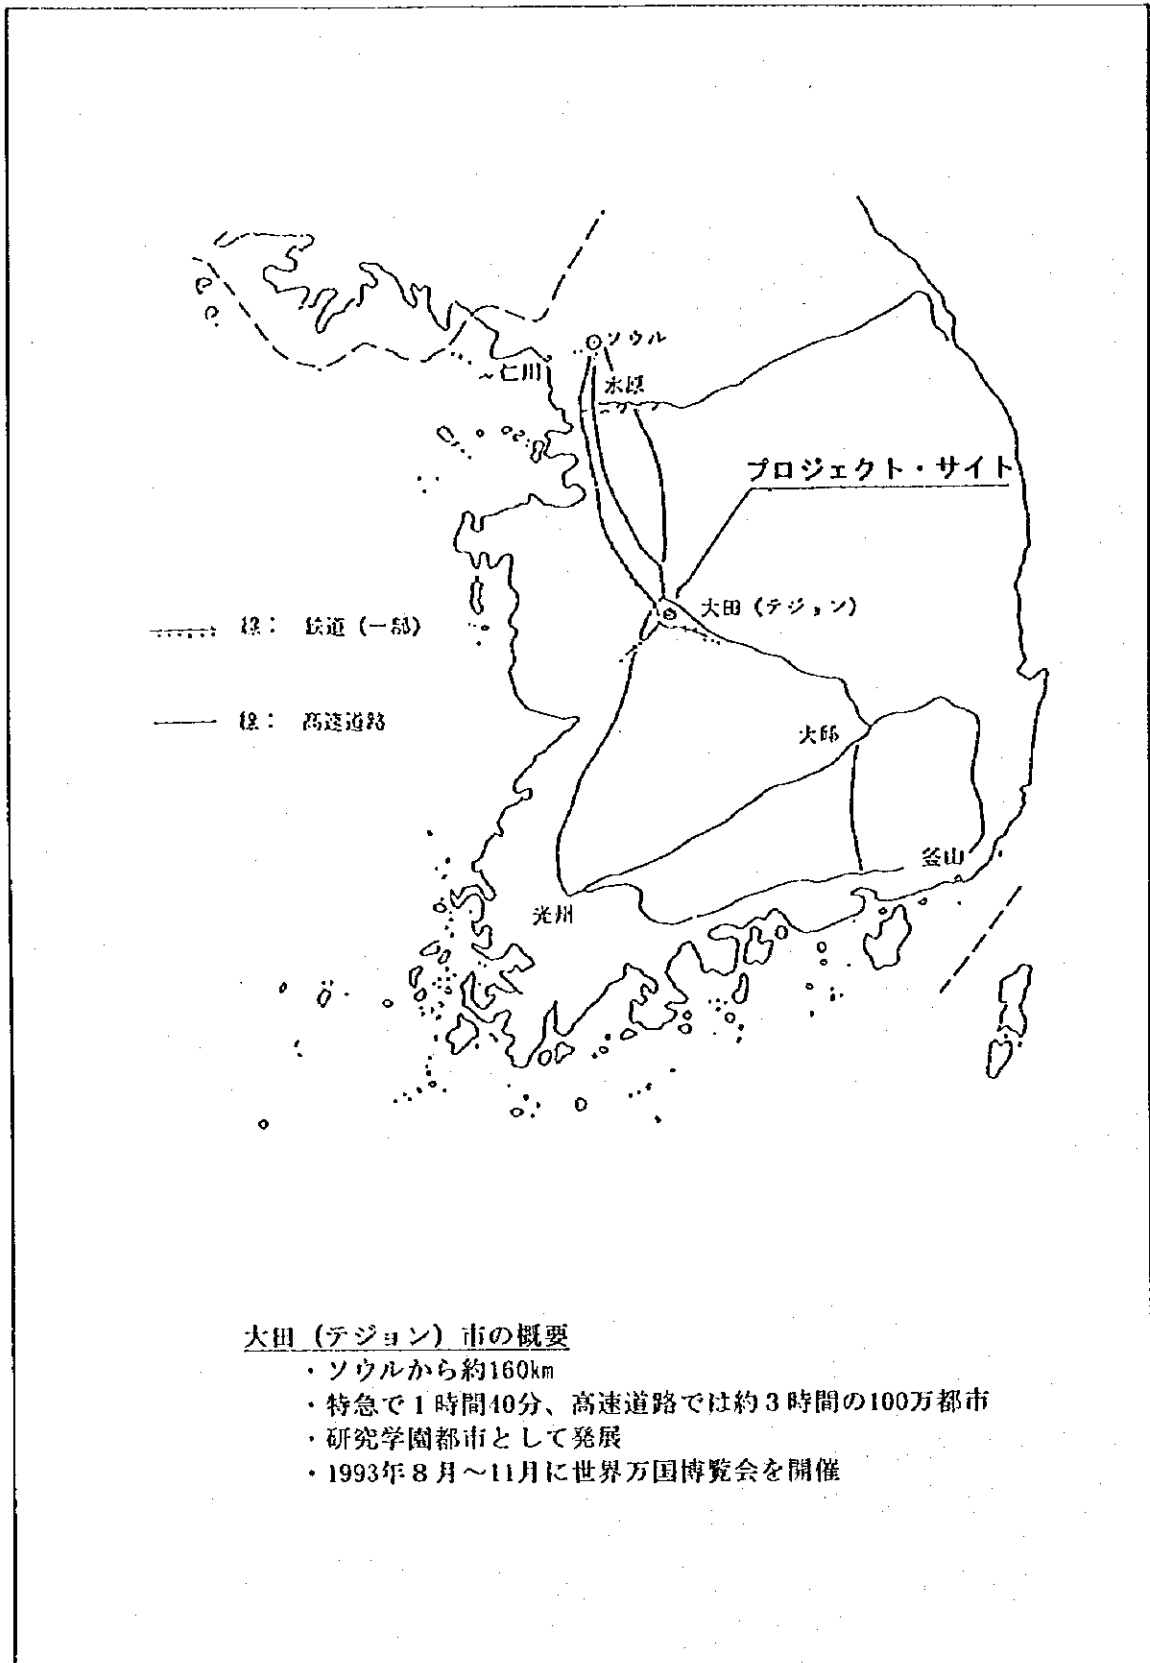 ソウル
仁川
水原
プロジェクト・サイト
大田（テジョン）
線： 鉄道（一部）
線： 高速道路
大邱
釜山
光州
大田（テジョン）市の概要
・ソウルから約160km
・特急で１時間40分、高速道路では約３時間の100万都市
・研究学園都市として発展
・1993年８月～11月に世界万国博覧会を開催